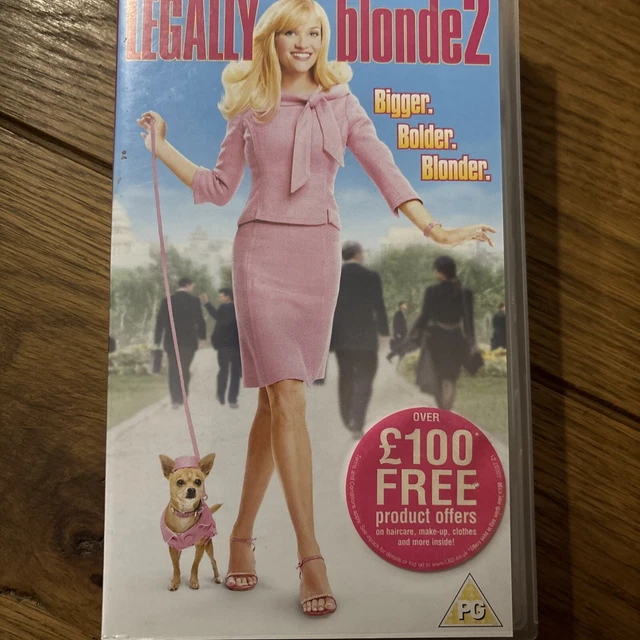 LEGALLY blonde2
Bigger.
Bolder.
Blonder.
OVER
£100*
FREE
product offers
on haircare, make-up, clothes
and more inside!
PG